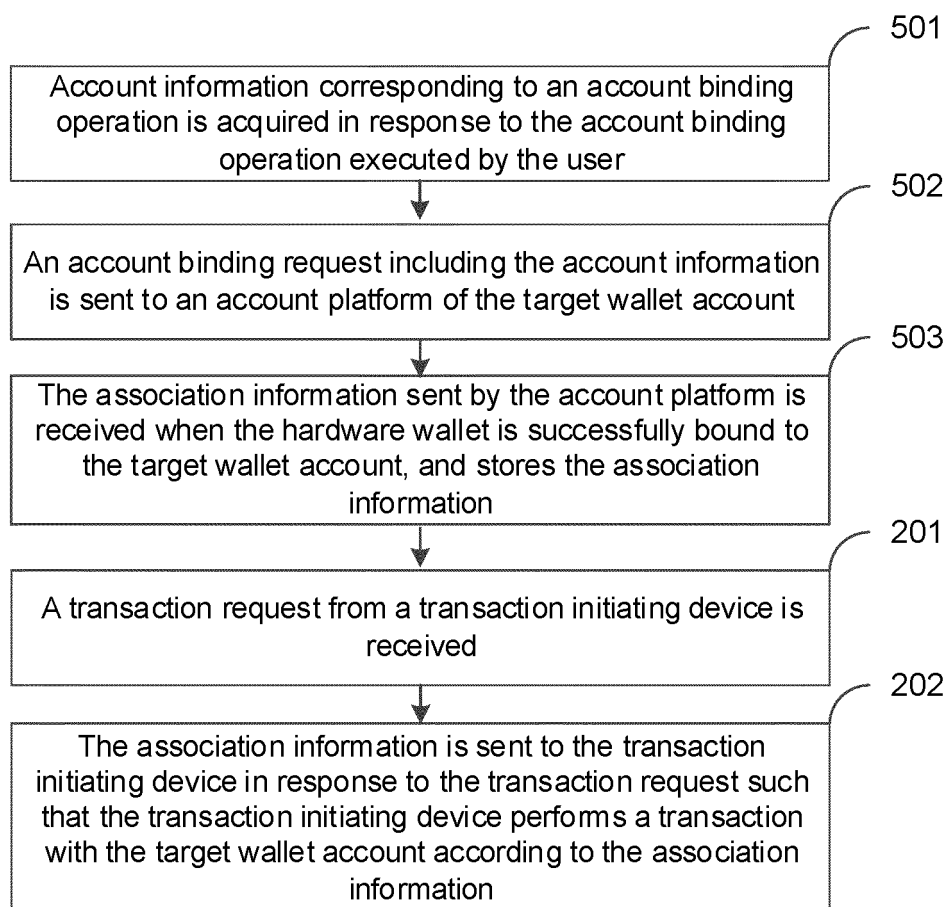 501
Account information corresponding to an account binding
operation is acquired in response to the account binding
operation executed by the user
502
An account binding request including the account information
is sent to an account platform of the target wallet account
503
The association information sent by the account platform is
received when the hardware wallet is successfully bound to
the target wallet account, and stores the association
information
201
A transaction request from a transaction initiating device is
received
202
The association information is sent to the transaction
initiating device in response to the transaction request such
that the transaction initiating device performs a transaction
with the target wallet account according to the association
information